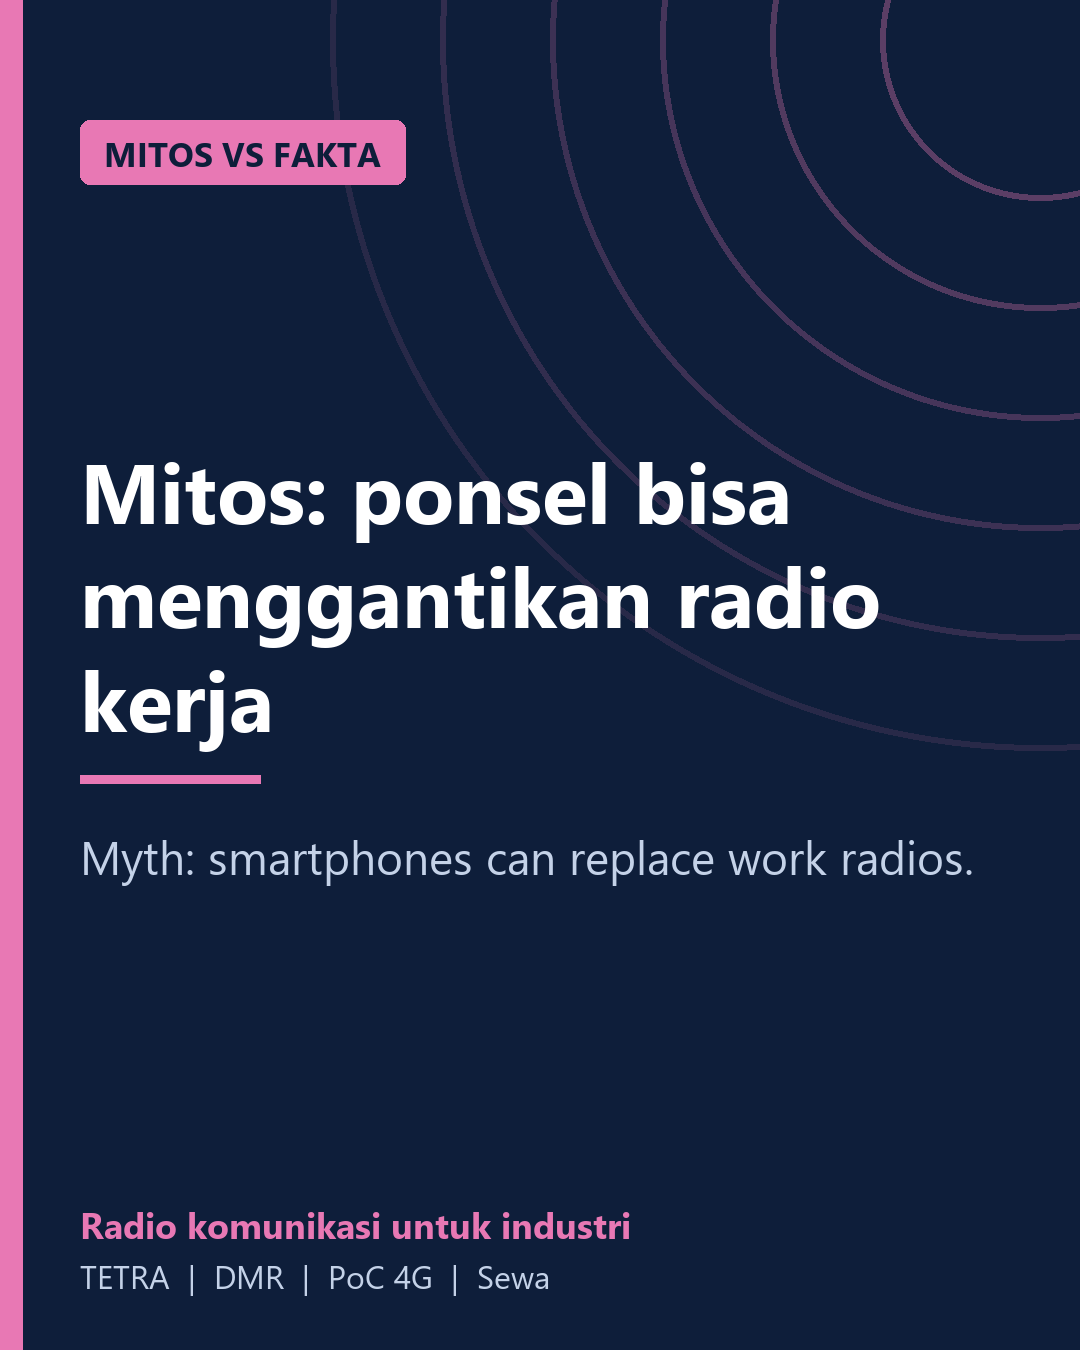 MITOS VS FAKTA
Mitos: ponsel bisa
menggantikan radio
kerja
Myth: smartphones can replace work radios.
Radio komunikasi untuk industri
TETRA | DMR | PoC 4G | Sewa